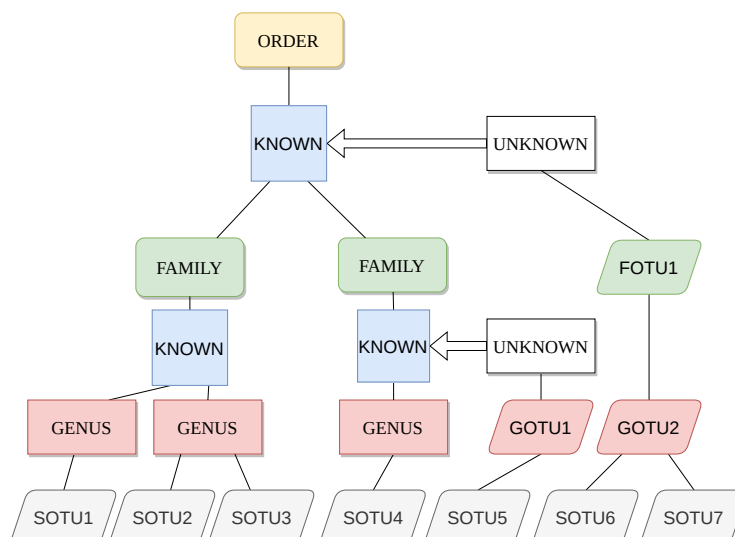 ORDER
KNOWN
UNKNOWN
FAMILY
FAMILY
FOTU1
KNOWN
KNOWN
UNKNOWN
GENUS
GENUS
GENUS
GOTU1
GOTU2
SOTU1
SOTU2
SOTU3
SOTU4
SOTU5
SOTU6
SOTU7